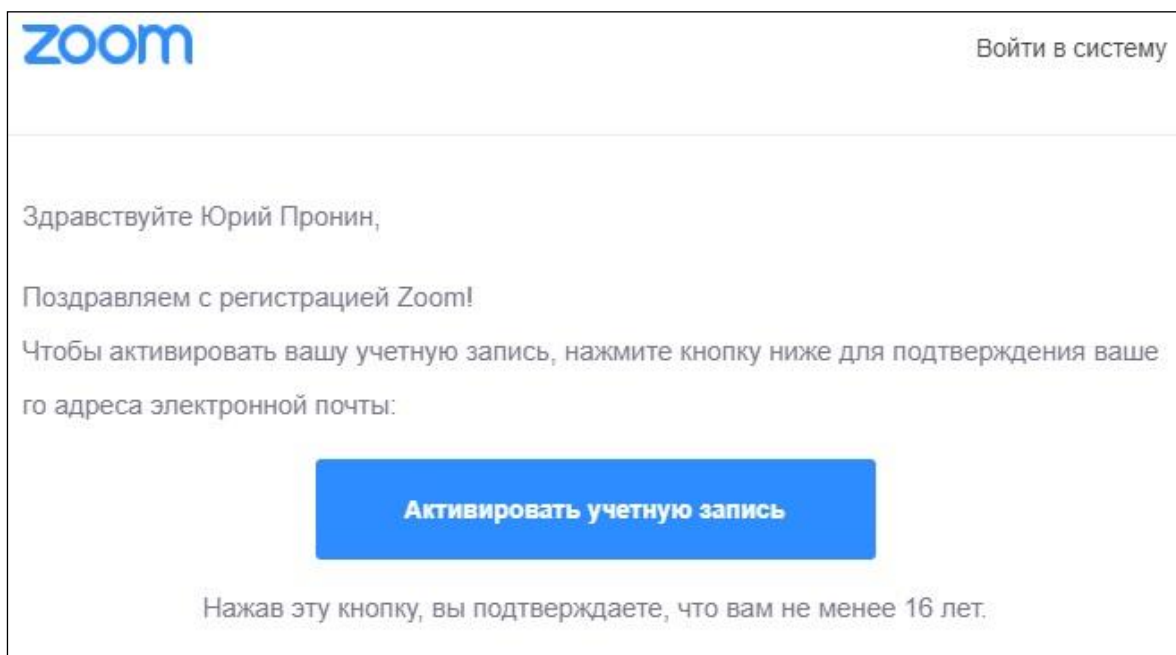 zoom
Войти в систему
Здравствуйте Юрий Пронин,
Поздравляем с регистрацией Zoom!
Чтобы активировать вашу учетную запись, нажмите кнопку ниже для подтверждения ваше
го адреса электронной почты:
Активировать учетную запись
Нажав эту кнопку, вы подтверждаете, что вам не менее 16 лет.